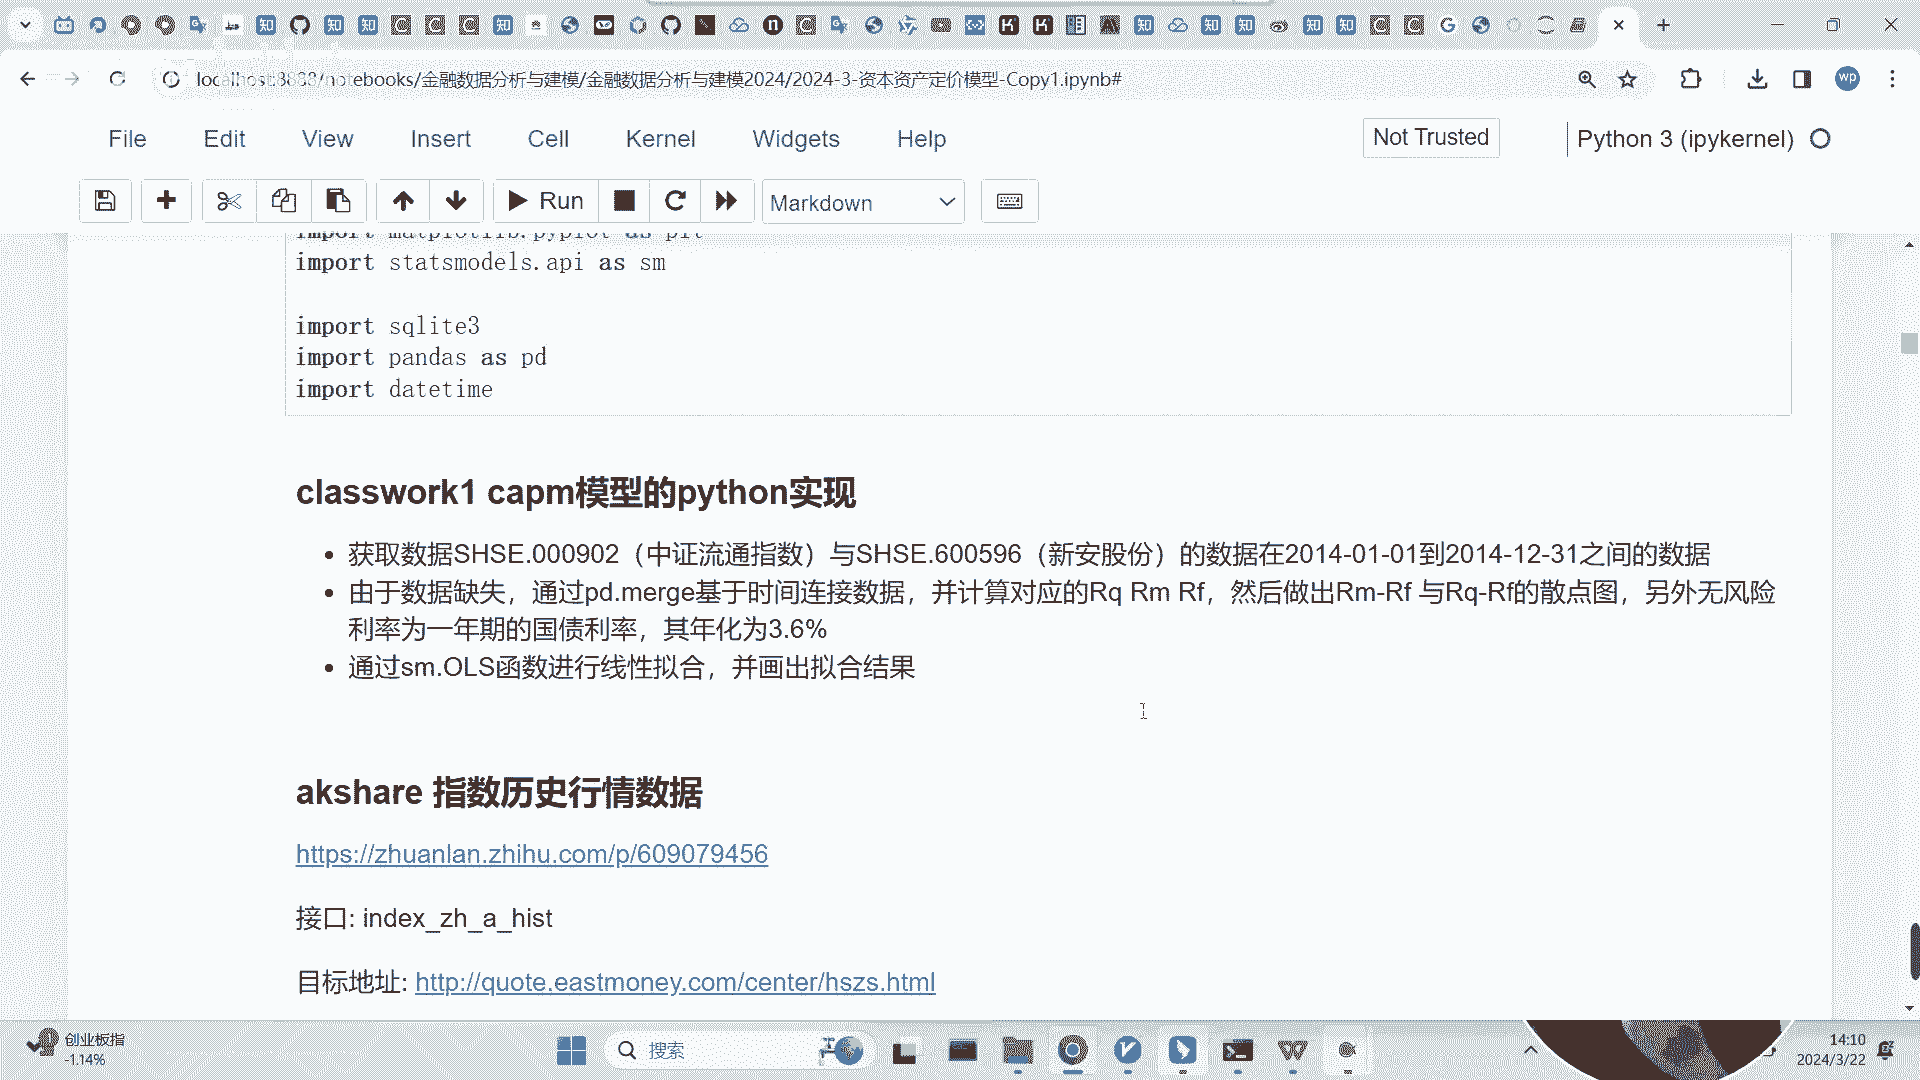 localhost:8888/notebooks/金融数据分析与建模/金融数据分析与建模2024/2024-3-资本资产定价模型-Copy1.ipynb#
wp
File Edit View Insert Cell Kernel Widgets Help
Not Trusted
Python 3 (ipykernel)
Run
Markdown
import matplotlib.pyplot as plt
import statsmodels.api as sm
import sqlite3
import pandas as pd
import datetime
classwork1 capm模型的python实现
获取数据SHSE.000902（中证流通指数）与SHSE.600596（新安股份）的数据在2014-01-01到2014-12-31之间的数据
由于数据缺失，通过pd.merge基于时间连接数据，并计算对应的Rq Rm Rf，然后做出Rm-Rf 与Rq-Rf的散点图，另外无风险
利率为一年期的国债利率，其年化为3.6%
通过sm.OLS函数进行线性拟合，并画出拟合结果
akshare 指数历史行情数据
https://zhuanlan.zhihu.com/p/609079456
接口: index_zh_a_hist
目标地址: http://quote.eastmoney.com/center/hszs.html
创业板指
-1.14%
搜索
14:10
2024/3/22